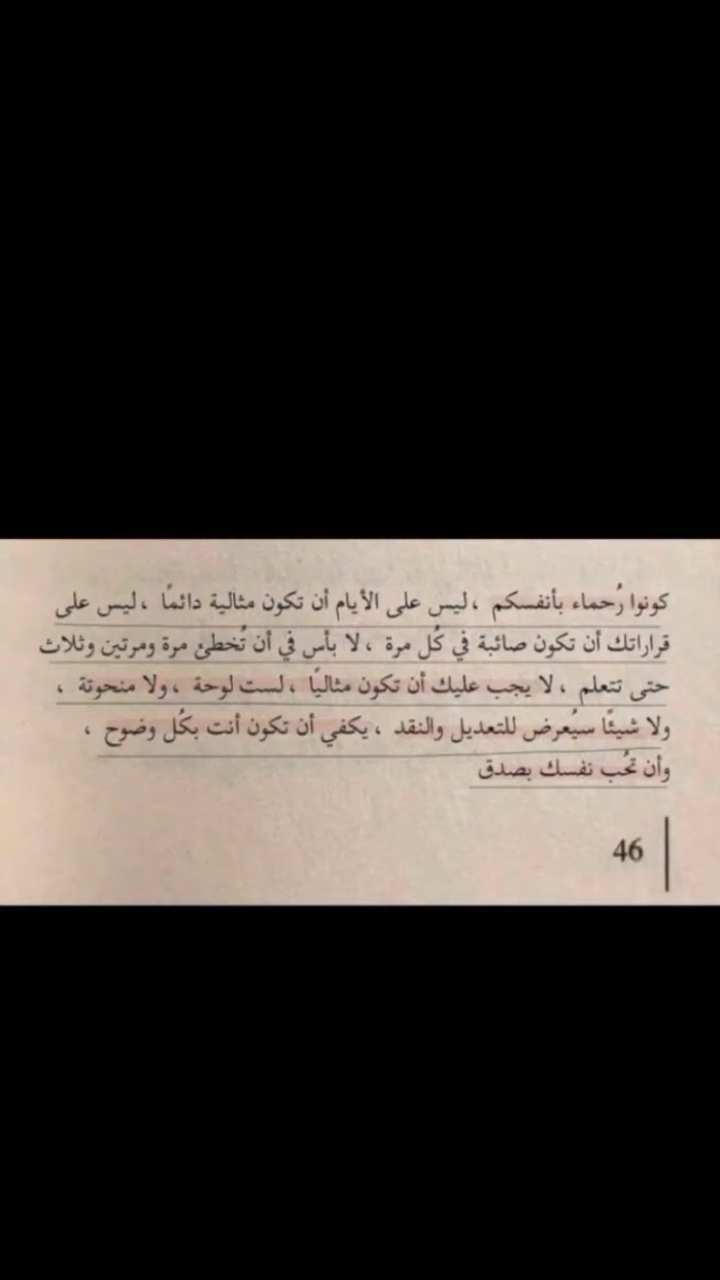 كونوا رُحماء بأنفسكم ، ليس على الأيام أن تكون مثالية دائمًا ، ليس على
قراراتك أن تكون صائبة في كُل مرة ، لا بأس في أن تُخطئ مرة ومرتين وثلاث
حتى تتعلم ، لا يجب عليك أن تكون مثاليًا ، لست لوحة ، ولا منحوتة ،
ولا شيئًا سيُعرض للتعديل والنقد ، يكفي أن تكون أنت بكُل وضوح ،
وأن تحُب نفسك بصدق
46